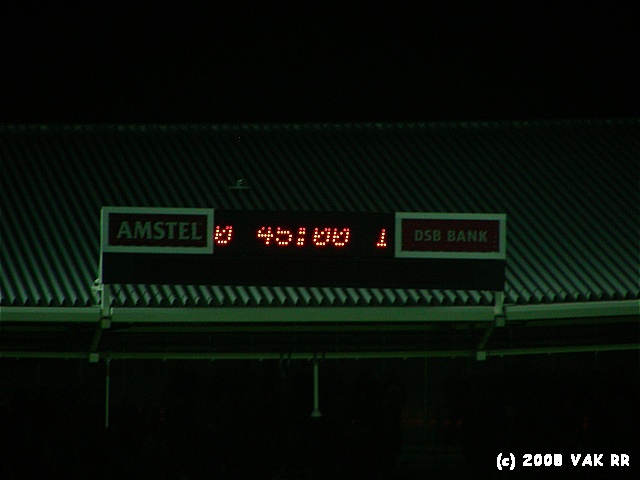 AMSTEL 0 45:00 1 DSB BANK
(c) 2008 VAK RR